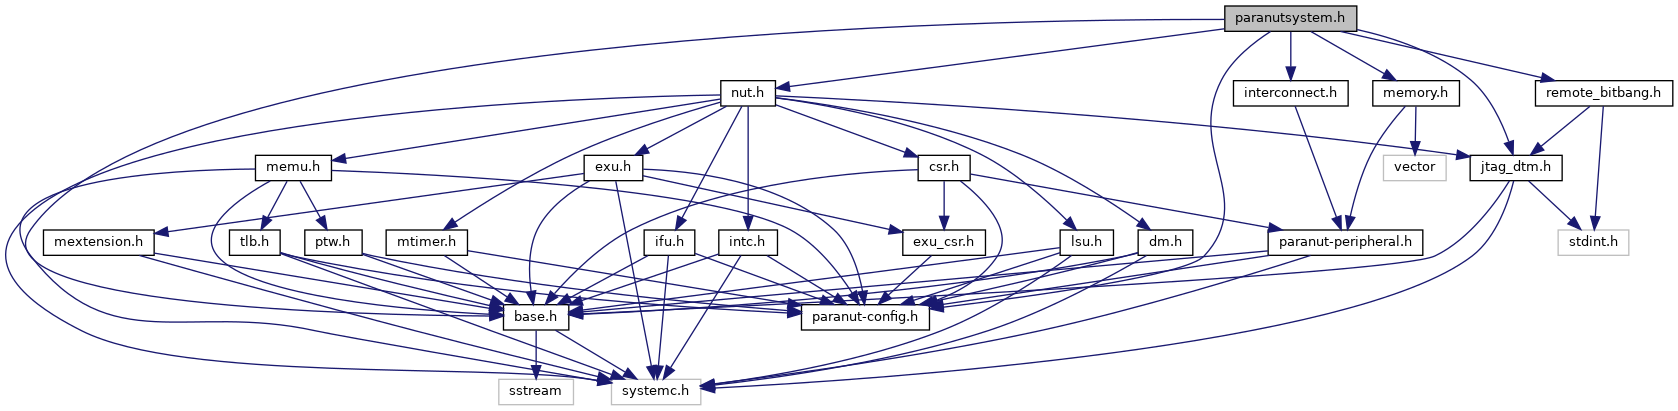 paranutsystem.h
nut.h
interconnect.h
memory.h
remote_bitbang.h
memu.h
exu.h
csr.h
vector
jtag_dtm.h
mextension.h
tlb.h
ptw.h
mtimer.h
ifu.h
intc.h
exu_csr.h
lsu.h
dm.h
paranut-peripheral.h
stdint.h
base.h
paranut-config.h
sstream
systemc.h